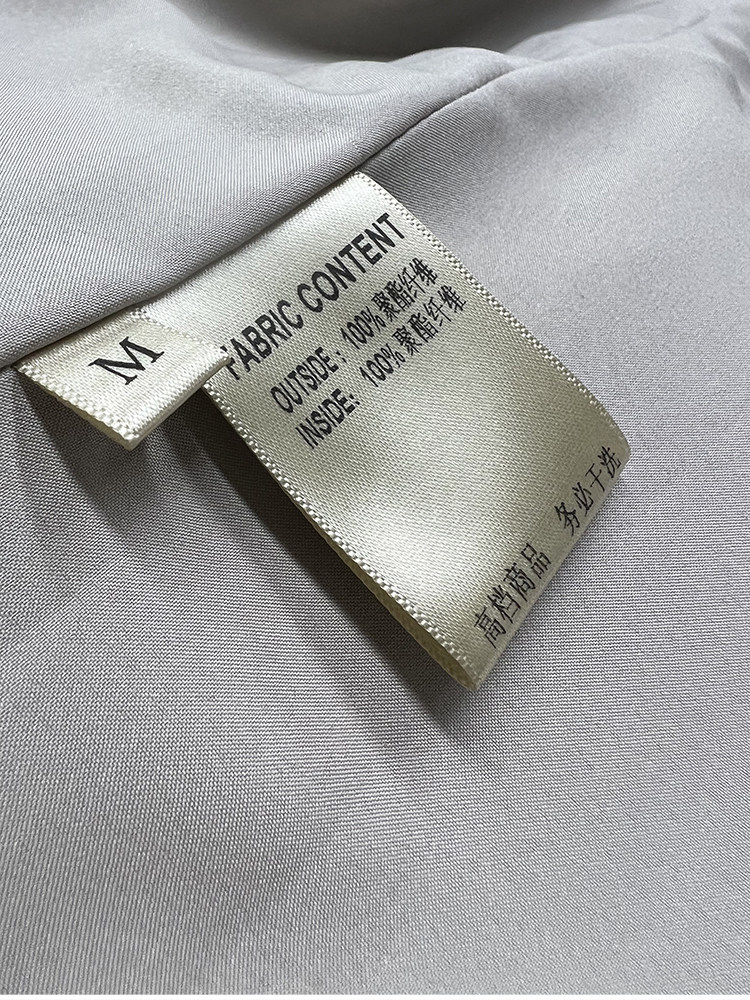 M
FABRIC CONTENT
OUTSIDE: 100%聚酯纤维
INSIDE: 100%聚酯纤维
高档商品 务必干洗